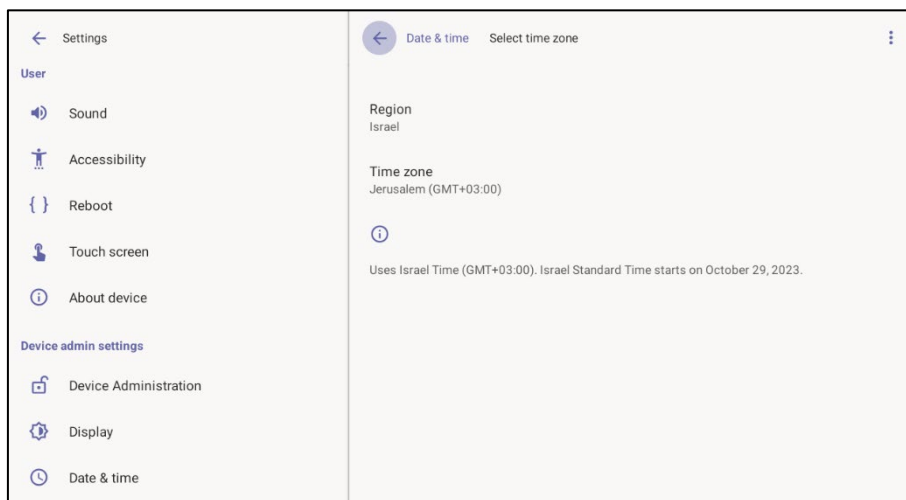 Settings
User
Sound
Accessibility
Reboot
Touch screen
About device
Device admin settings
Device Administration
Display
Date & time
Date & time Select time zone
Region
Israel
Time zone
Jerusalem (GMT+03:00)
Uses Israel Time (GMT+03:00). Israel Standard Time starts on October 29, 2023.